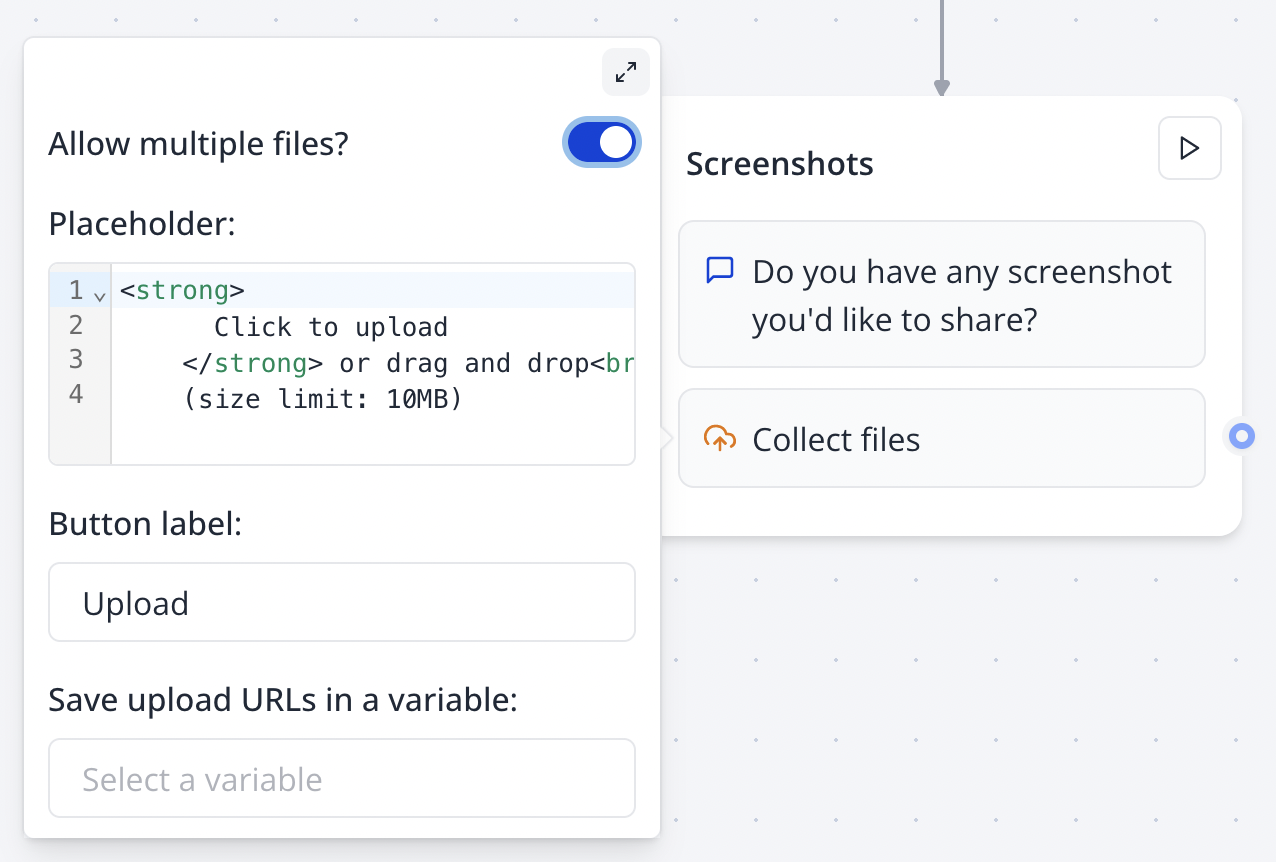 Allow multiple files?
Placeholder:
1 <strong>
2 Click to upload
3 </strong> or drag and drop<br
4 (size limit: 10MB)
Button label:
Upload
Save upload URLs in a variable:
Select a variable
Screenshots
Do you have any screenshot
you'd like to share?
Collect files